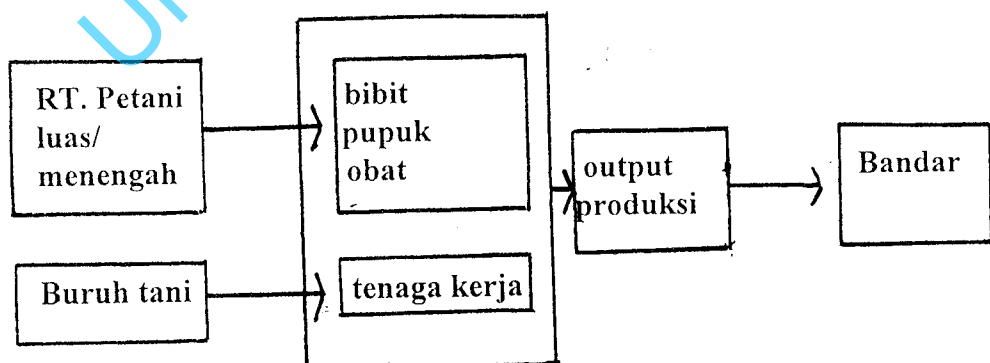 RT. Petani
luas/
menengah
bibit
pupuk
obat
output
produksi
Bandar
Buruh tani
tenaga kerja